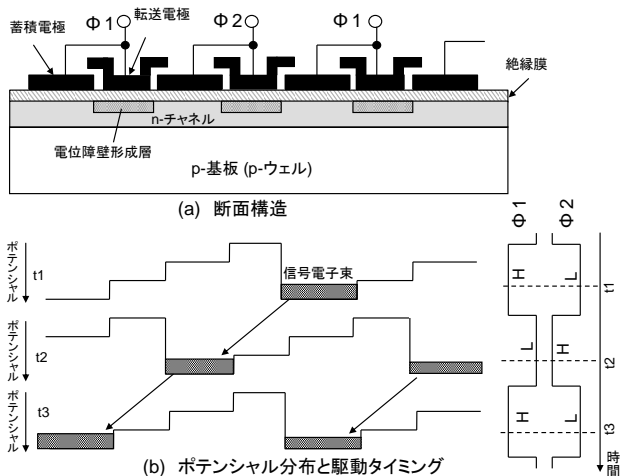 Φ1
Φ2
Φ1
蓄積電極
転送電極
絶縁膜
n-チャネル
電位障壁形成層
p-基板 (p-ウェル)
(a) 断面構造
ポテンシャル
t1
信号電子束
ポテンシャル
t2
ポテンシャル
t3
(b) ポテンシャル分布と駆動タイミング
Φ1
Φ2
H
L
t1
L
H
t2
H
L
t3
時間